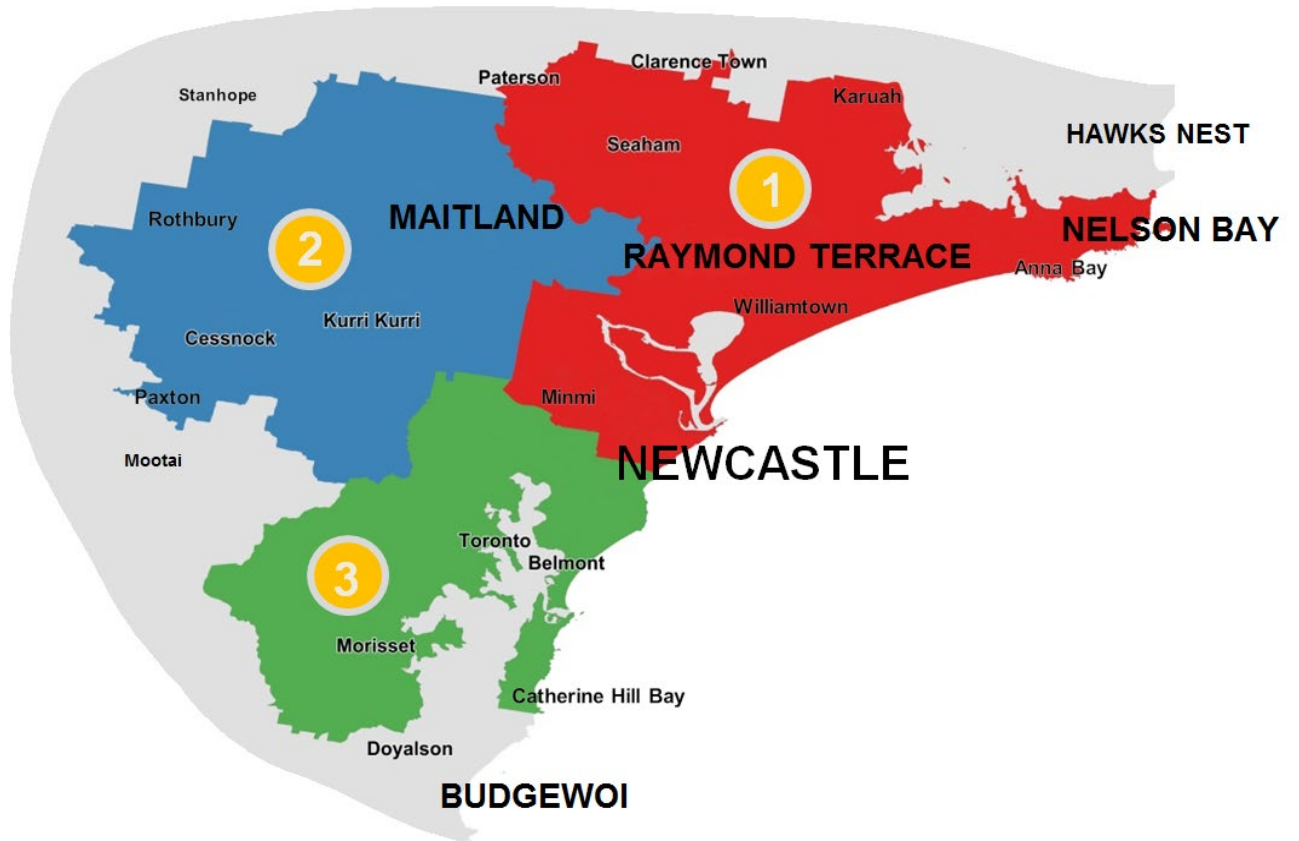 Clarence Town
Paterson
Stanhope
Karuah
HAWKS NEST
Seaham
1
MAITLAND
Rothbury
NELSON BAY
2
RAYMOND TERRACE
Anna Bay
Williamtown
Kurri Kurri
Cessnock
Paxton
Minmi
Mootai
NEWCASTLE
Toronto
Belmont
3
Morisset
Catherine Hill Bay
Doyalson
BUDGEWOI